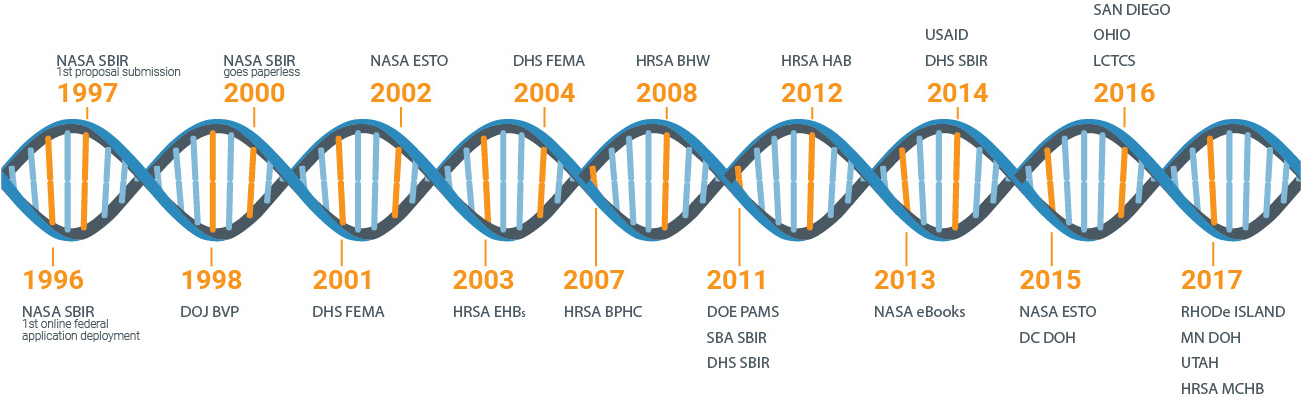 SAN DIEGO
OHIO
LCTCS
USAID
DHS SBIR
NASA SBIR
1st proposal submission
1997
NASA SBIR
goes paperless
2000
NASA ESTO
2002
DHS FEMA
2004
HRSA BHW
2008
HRSA HAB
2012
2014
2016
1996
NASA SBIR
1st online federal
application deployment
1998
DOJ BVP
2001
DHS FEMA
2003
HRSA EHBs
2007
HRSA BPHC
2011
DOE PAMS
SBA SBIR
DHS SBIR
2013
NASA eBooks
2015
NASA ESTO
DC DOH
2017
RHODe ISLAND
MN DOH
UTAH
HRSA MCHB